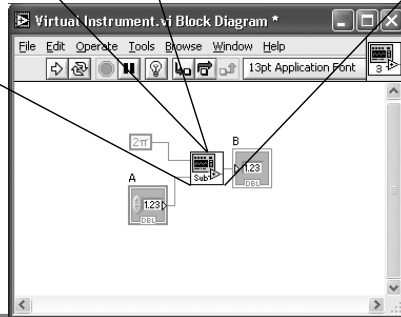 Virtual Instrument.vi Block Diagram *
File Edit Operate Tools Browse Window Help
13pt Application Font
3
2π
B
SubV
1.23
DBL
A
1.23
DBL